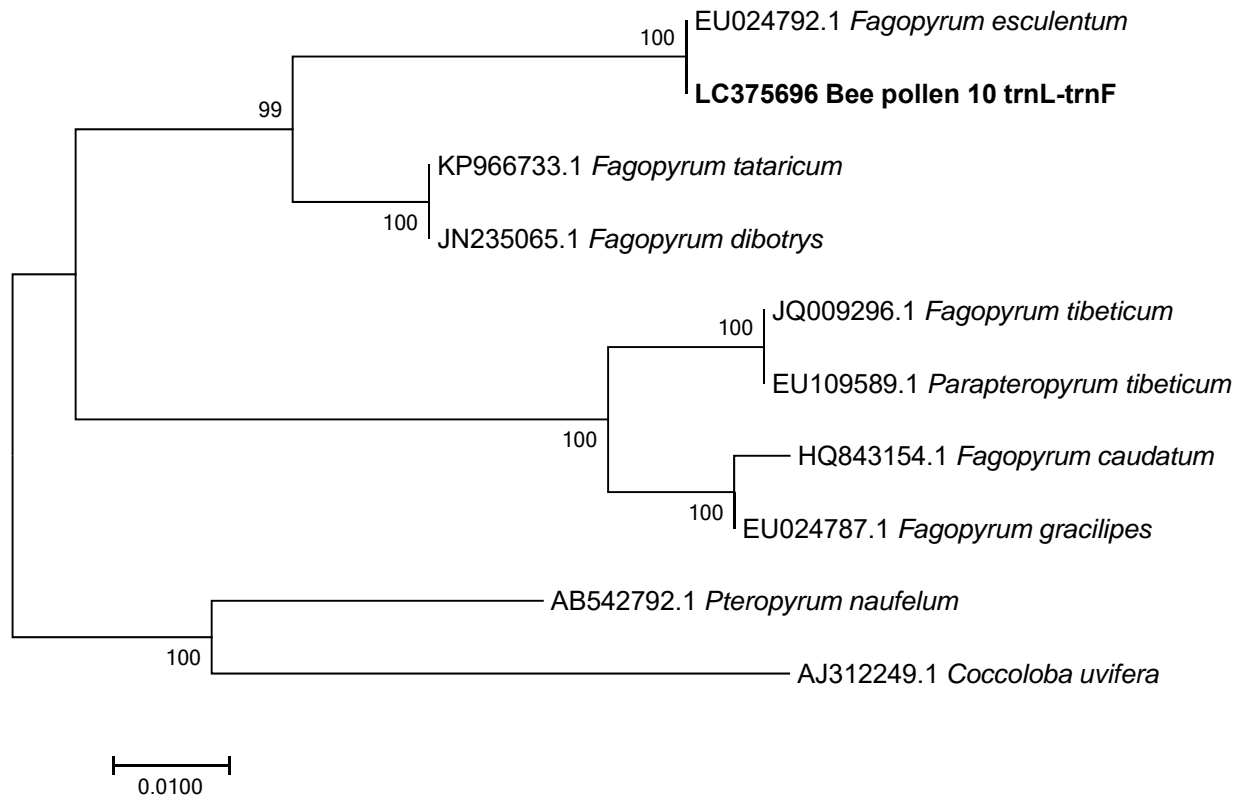 EU024792.1 Fagopyrum esculentum
100
LC375696 Bee pollen 10 trnL-trnF
99
KP966733.1 Fagopyrum tataricum
100
JN235065.1 Fagopyrum dibotrys
JQ009296.1 Fagopyrum tibeticum
100
EU109589.1 Parapteropyrum tibeticum
100
HQ843154.1 Fagopyrum caudatum
100
EU024787.1 Fagopyrum gracilipes
AB542792.1 Pteropyrum naufelum
100
AJ312249.1 Coccoloba uvifera
0.0100